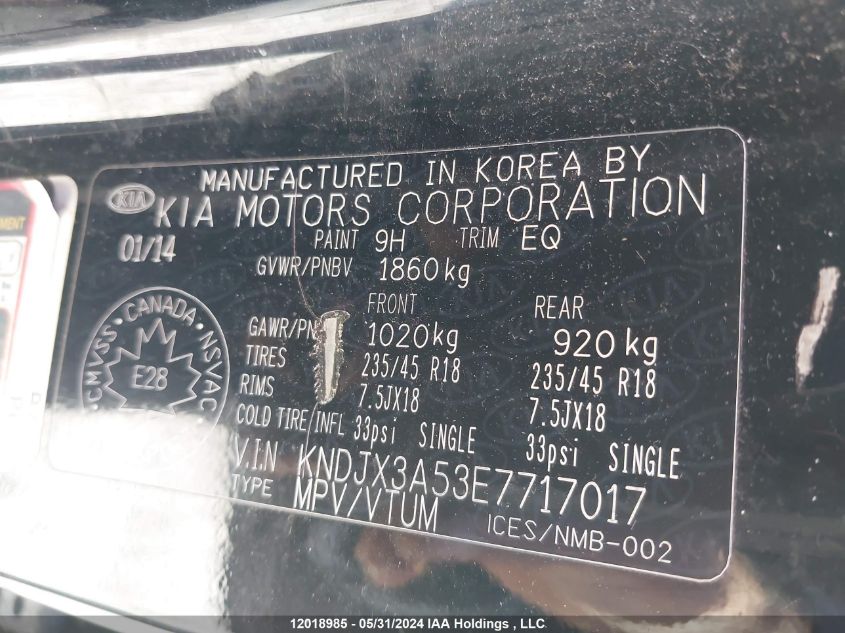 MANUFACTURED IN KOREA BY
KIA KIA MOTORS CORPORATION
01/14 PAINT 9H TRIM EQ
GVWR/PNBV 1860kg
FRONT REAR
GAWR/PN 1020kg 920kg
TIRES 235/45 R18 235/45 R18
RIMS 7.5JX18 7.5JX18
COLD TIRE INFL 33psi SINGLE 33psi SINGLE
V.I.N KNDJX3A53E7717017
TYPE MPV/VTUM
ICES/NMB-002
CMVSS · CANADA · NSVAC
E28
12018985 - 05/31/2024 IAA Holdings , LLC.